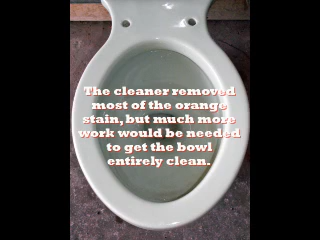 The cleaner removed
most of the orange
stain, but much more
work would be needed
to get the bowl
entirely clean.